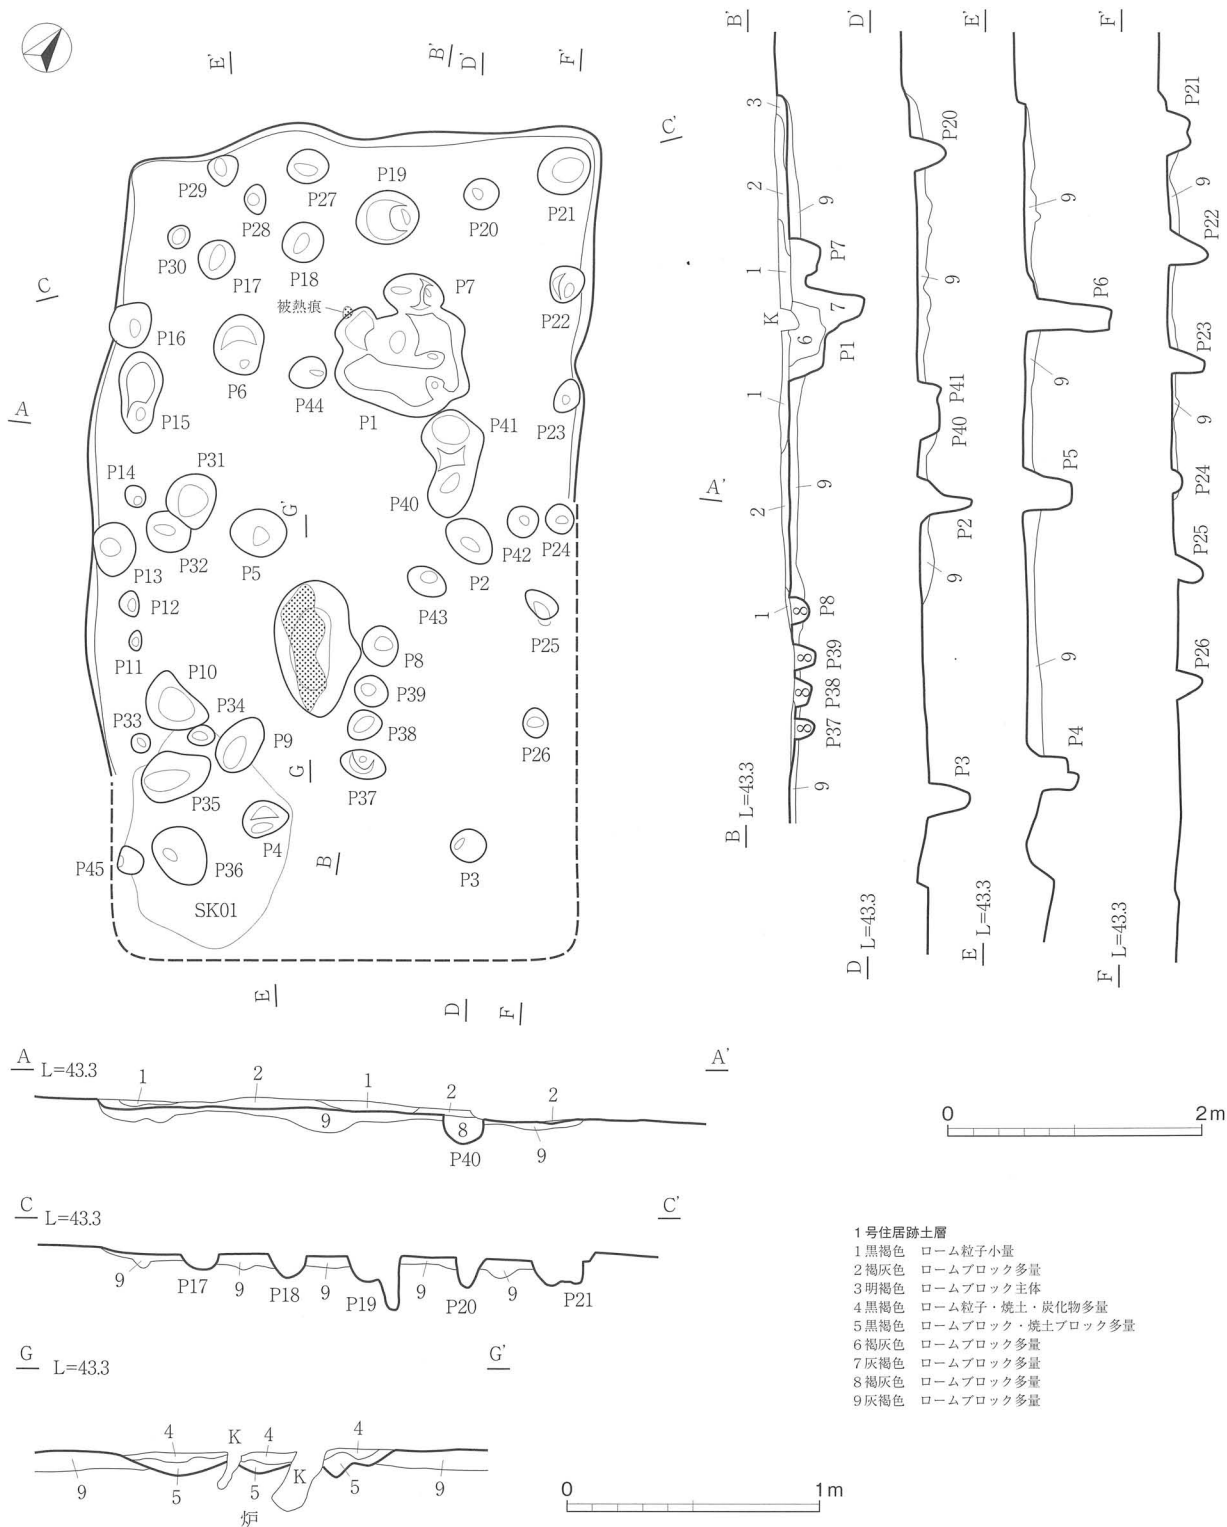 E'
B'
D'
F'
P29
P27
P19
P28
P20
P21
P30
P17
P18
P7
C
被熱痕
P22
P16
P6
P44
P1
A
P15
P41
P23
P14
P31
G'
P40
P13
P32
P5
P42
P24
P2
P12
P43
P25
P11
P8
P10
P39
P33
P34
P9
P38
P26
G
P37
P35
P4
B
P45
P36
P3
SK01
E
D
F
C'
A'
B'
3
2
9
1
P7
K
7
6
P1
1
9
2
1
8
P8
8
P39
8
P38
8
P37
9
B
L=43.3
D'
P20
9
P41
P40
P2
9
P3
D
L=43.3
E'
9
P6
9
P5
9
P4
E
L=43.3
F'
P21
9
P22
P23
9
P24
P25
P26
F
L=43.3
A
L=43.3
A'
1
2
1
2
2
9
8
P40
9
0
2m
C
L=43.3
C'
9
P17
9
P18
9
P19
9
P20
9
P21
G
L=43.3
G'
4
K
4
4
9
5
5
K
5
9
炉
0
1m
1号住居跡土層
1黒褐色 ローム粒子小量
2褐灰色 ロームブロック多量
3明褐色 ロームブロック主体
4黒褐色 ローム粒子・焼土・炭化物多量
5黒褐色 ロームブロック・焼土ブロック多量
6褐灰色 ロームブロック多量
7灰褐色 ロームブロック多量
8褐灰色 ロームブロック多量
9灰褐色 ロームブロック多量